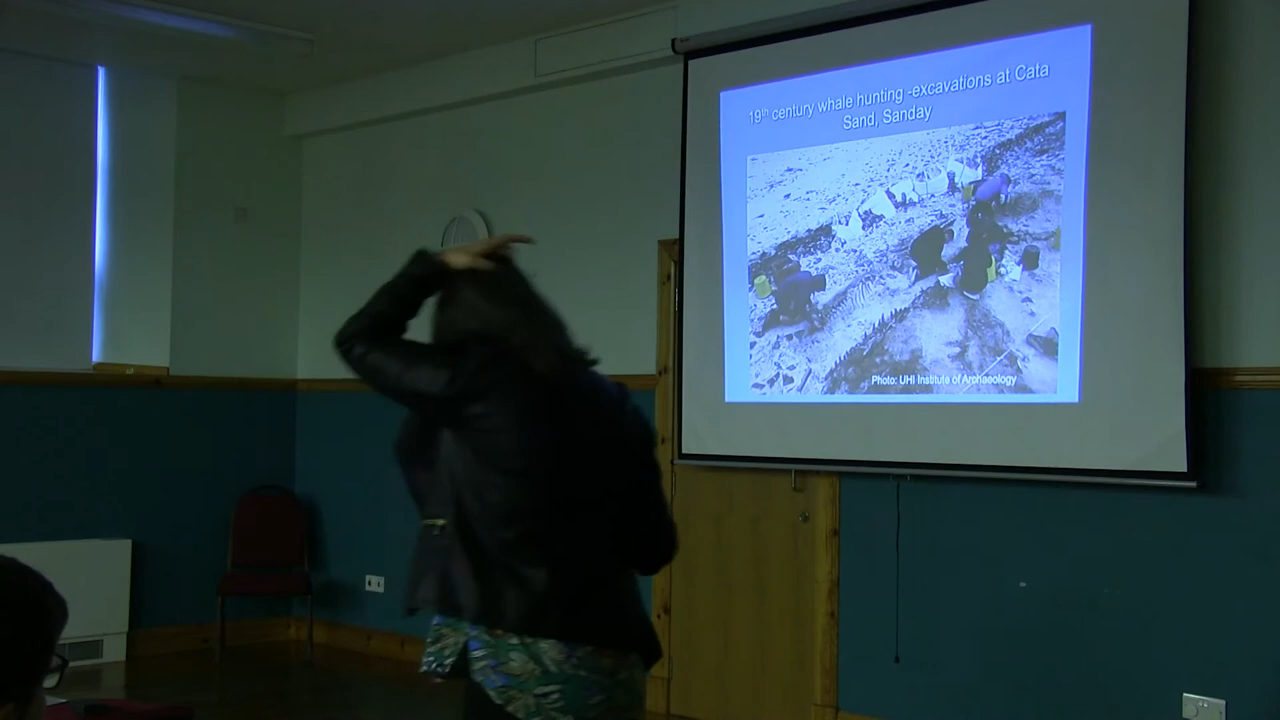 19th century whale hunting -excavations at Cata
Sand, Sanday
Photo: UHI Institute of Archaeology